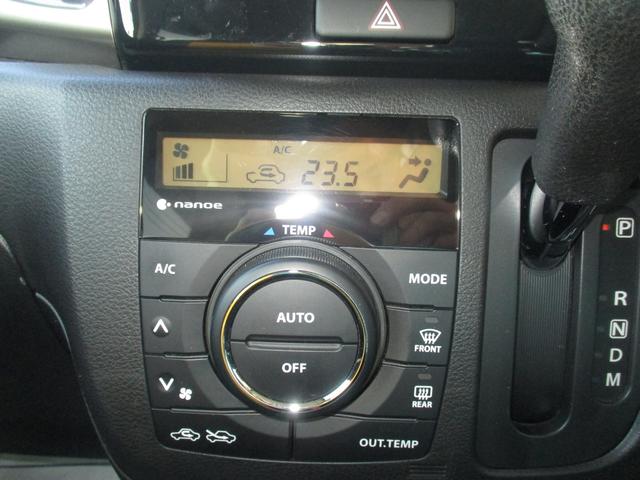 A/C
23.5
nanoe
TEMP
A/C
MODE
AUTO
OFF
FRONT
REAR
OUT.TEMP
P
R
N
D
M